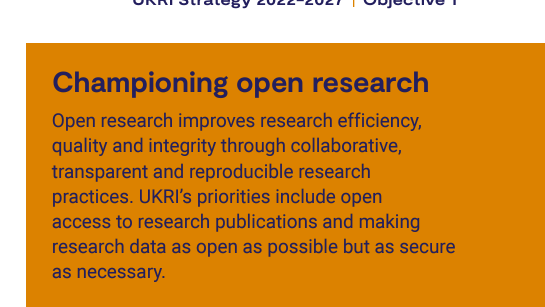 UKRI Strategy 2022–2027 | Objective 1
Championing open research
Open research improves research efficiency,
quality and integrity through collaborative,
transparent and reproducible research
practices. UKRI’s priorities include open
access to research publications and making
research data as open as possible but as secure
as necessary.